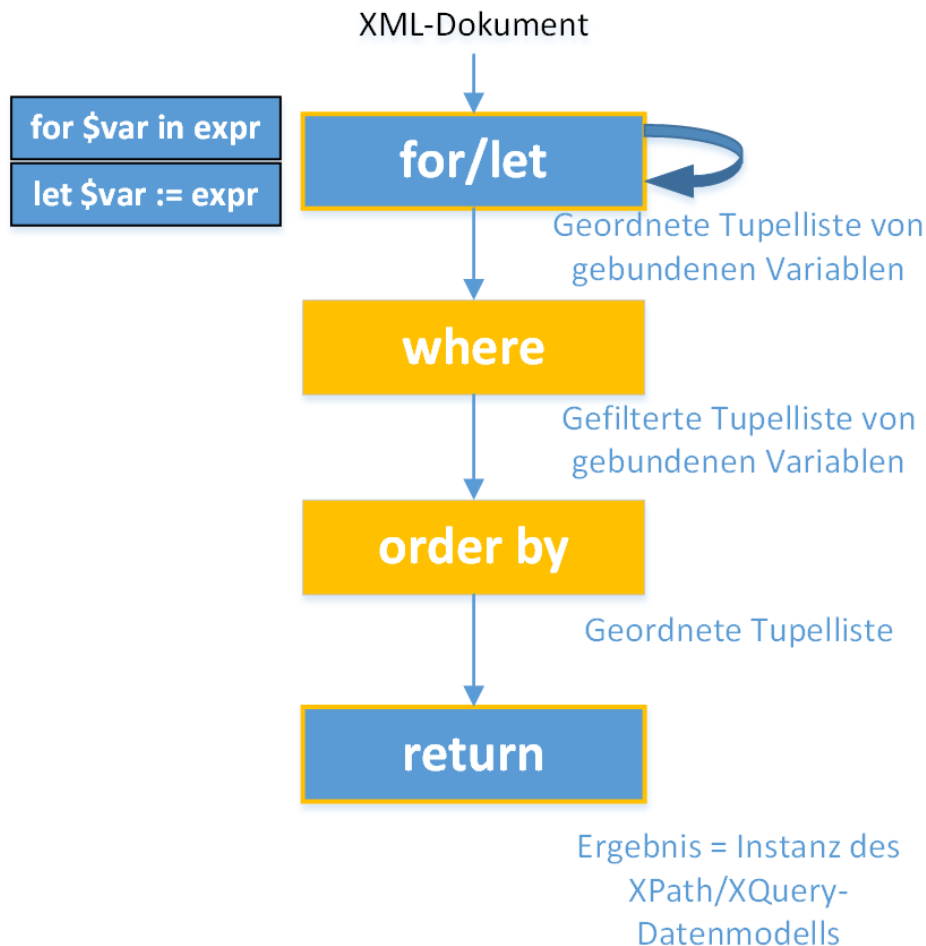 XML-Dokument
for $var in expr
let $var := expr
for/let
Geordnete Tupelliste von
gebundenen Variablen
where
Gefilterte Tupelliste von
gebundenen Variablen
order by
Geordnete Tupelliste
return
Ergebnis = Instanz des
XPath/XQuery-
Datenmodells